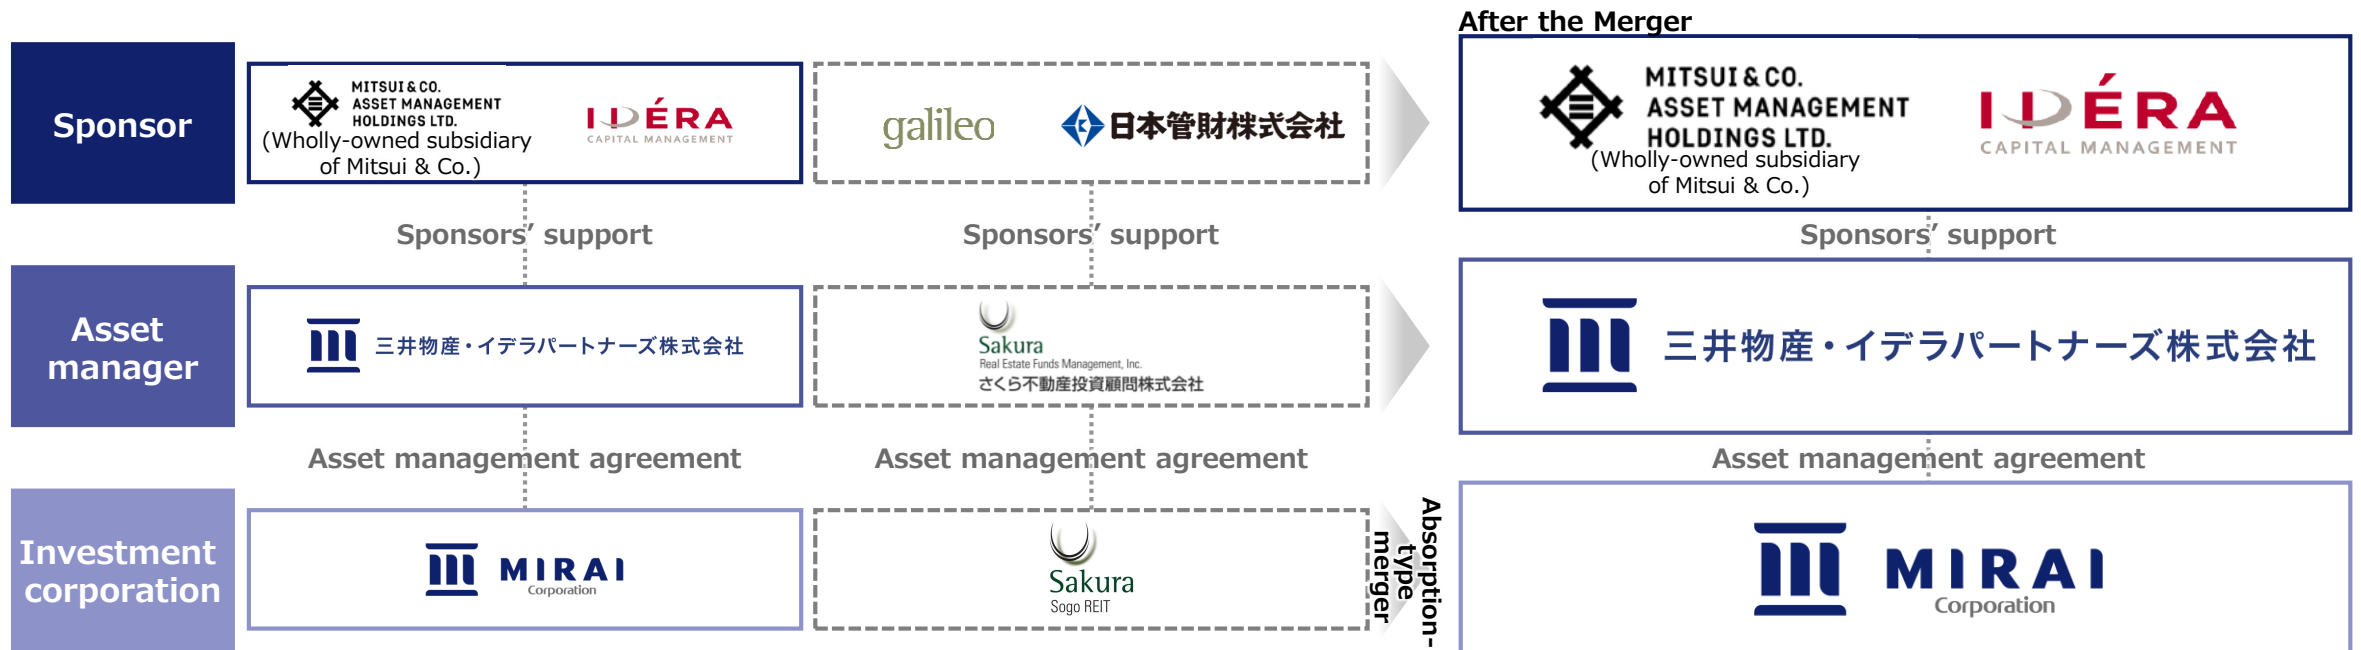 After the Merger
Sponsor
MITSUI & CO.
ASSET MANAGEMENT
HOLDINGS LTD.
(Wholly-owned subsidiary
of Mitsui & Co.)
IDÉRA
CAPITAL MANAGEMENT
galileo
日本管財株式会社
MITSUI & CO.
ASSET MANAGEMENT
HOLDINGS LTD.
(Wholly-owned subsidiary
of Mitsui & Co.)
IDÉRA
CAPITAL MANAGEMENT
Sponsors’ support
Sponsors’ support
Sponsors’ support
Asset
manager
三井物産・イデラパートナーズ株式会社
Sakura
Real Estate Funds Management, Inc.
さくら不動産投資顧問株式会社
三井物産・イデラパートナーズ株式会社
Asset management agreement
Asset management agreement
Asset management agreement
Investment
corporation
MIRAI
Corporation
Sakura
Sogo REIT
Absorption-
type
merger
MIRAI
Corporation